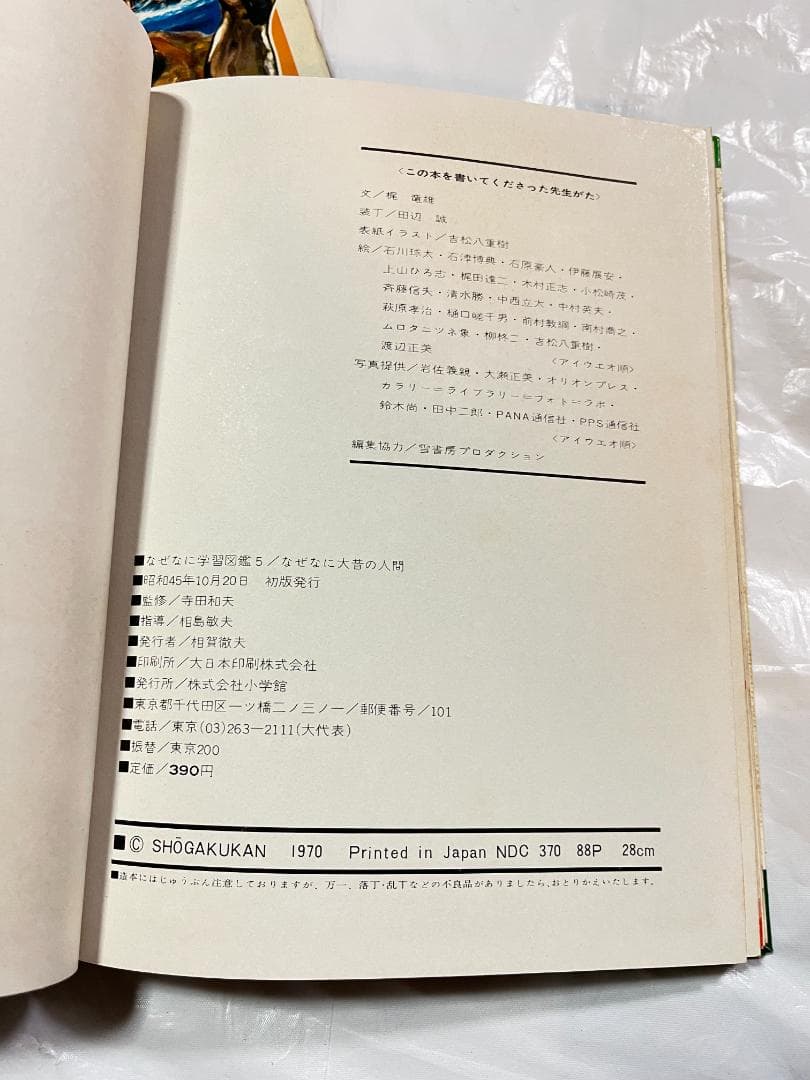 〈この本を書いてくださった先生がた〉
文/梶 竜雄
装丁/田辺 誠
表紙イラスト/吉松八重樹
絵/石川球太・石津博典・石原豪人・伊藤展安・
上山ひろ志・梶田達二・木村正志・小松崎茂・
斉藤信夫・清水勝・中西立太・中村英夫・
萩原孝治・樋口嗟千男・前村教綱・南村喬之・
ムロタニツネ象・柳柊二・吉松八重樹・
渡辺正美 〈アイウエオ順〉
写真提供/岩佐義親・大瀬正美・オリオンプレス・
カラリー=ライブラリー=フォト=ラボ・
鈴木尚・田中二郎・PANA通信社・PPS通信社
〈アイウエオ順〉
編集協力/雪書房プロダクション
■なぜなに学習図鑑5/なぜなに大昔の人間
■昭和45年10月20日 初版発行
■監修/寺田和夫
■指導/相島敏夫
■発行者/相賀徹夫
■印刷所/大日本印刷株式会社
■発行所/株式会社小学館
■東京都千代田区一ツ橋二ノ三ノ一/郵便番号/101
■電話/東京(03)263—2111(大代表)
■振替/東京200
■定価/390円
■© SHŌGAKUKAN 1970 Printed in Japan NDC 370 88P 28cm
■造本にはじゅうぶん注意しておりますが、万一、落丁・乱丁などの不良品がありましたら、おとりかえいたします。